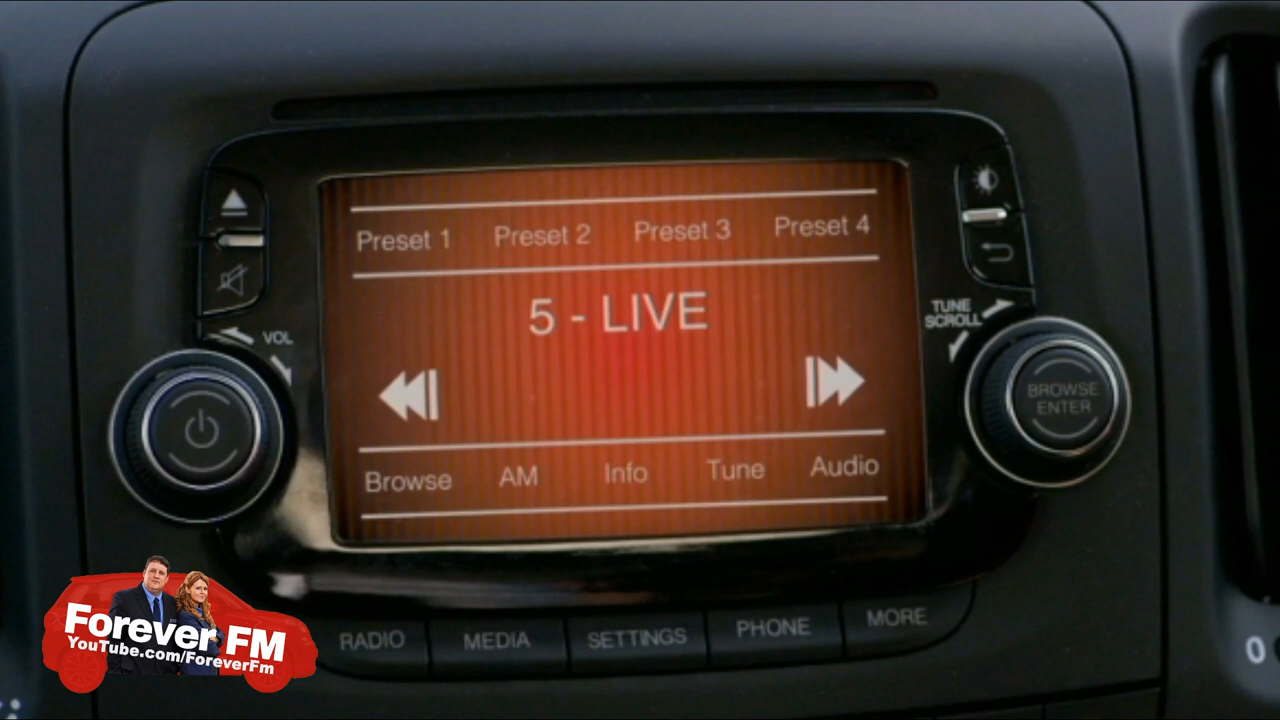 Preset 1 Preset 2 Preset 3 Preset 4
5 - LIVE
VOL
TUNE
SCROLL
BROWSE
ENTER
Browse AM Info Tune Audio
RADIO MEDIA SETTINGS PHONE MORE
Forever FM
YouTube.com/ForeverFm
0